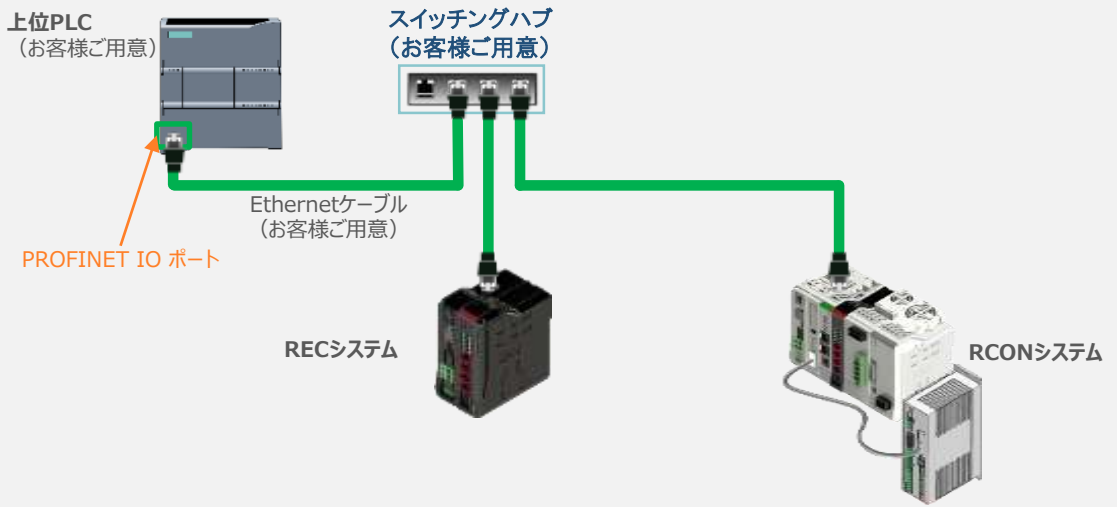 上位PLC
（お客様ご用意）
スイッチングハブ
（お客様ご用意）
Ethernetケーブル
（お客様ご用意）
PROFINET IO ポート
RECシステム
RCONシステム